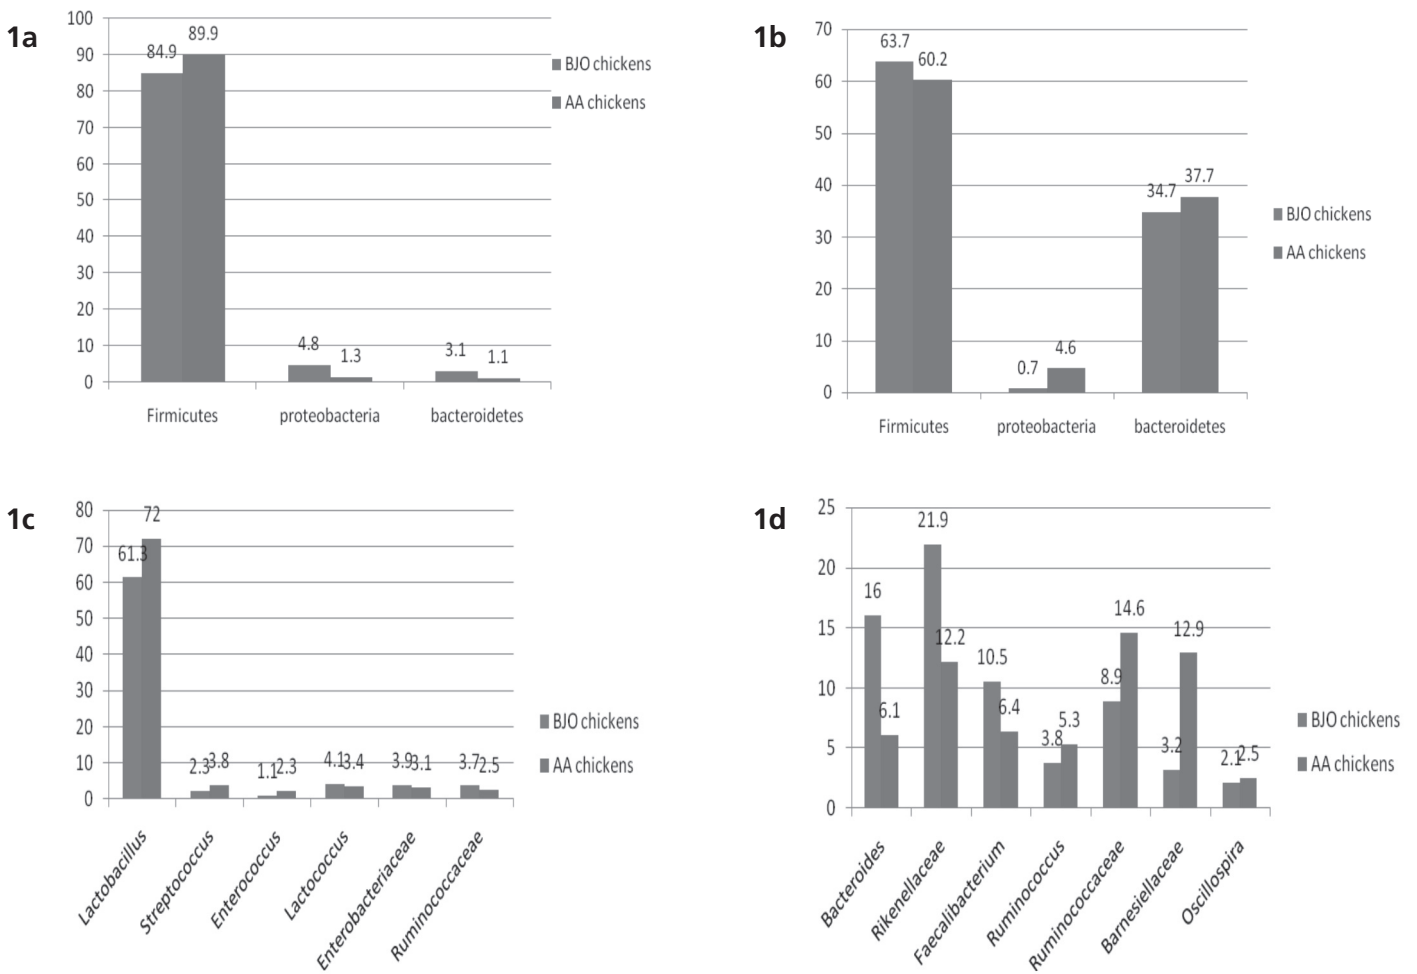 1a
100
90
80
70
60
50
40
30
20
10
0
84.9 89.9
4.8 1.3
3.1 1.1
Firmicutes proteobacteria bacteroidetes
BJO chickens
AA chickens
1b
70
60
50
40
30
20
10
0
63.7 60.2
0.7 4.6
34.7 37.7
Firmicutes proteobacteria bacteroidetes
BJO chickens
AA chickens
1c
80
70
60
50
40
30
20
10
0
61.3 72
2.3 3.8
1.1 2.3
4.1 3.4
3.9 3.1
3.7 2.5
Lactobacillus
Streptococcus
Enterococcus
Lactococcus
Enterobacteriaceae
Ruminoccaceae
BJO chickens
AA chickens
1d
25
20
15
10
5
0
16 6.1
21.9 12.2
10.5 6.4
3.8 5.3
8.9 14.6
3.2 12.9
2.1 2.5
Bacteroides
Rikenellaceae
Faecalibacterium
Ruminococcus
Ruminococcaceae
Barnesiellaceae
Oscillospira
BJO chickens
AA chickens